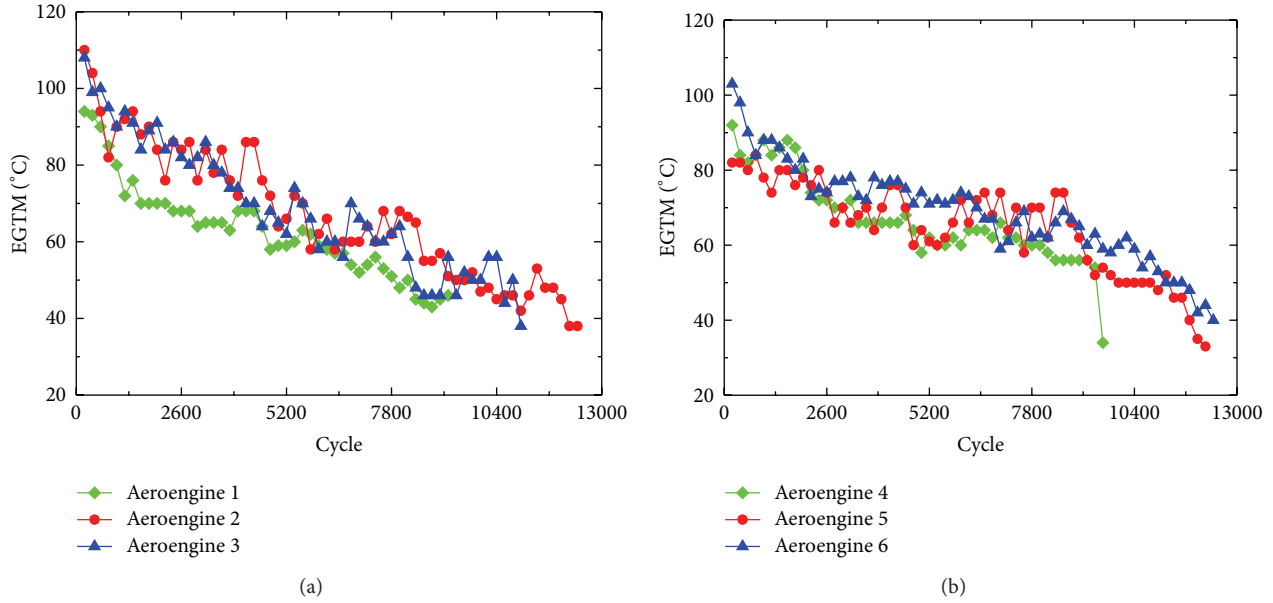 120
100
80
60
40
20
EGTM (°C)
0
2600
5200
7800
10400
13000
Cycle
Aeroengine 1
Aeroengine 2
Aeroengine 3
(a)
120
100
80
60
40
20
EGTM (°C)
0
2600
5200
7800
10400
13000
Cycle
Aeroengine 4
Aeroengine 5
Aeroengine 6
(b)